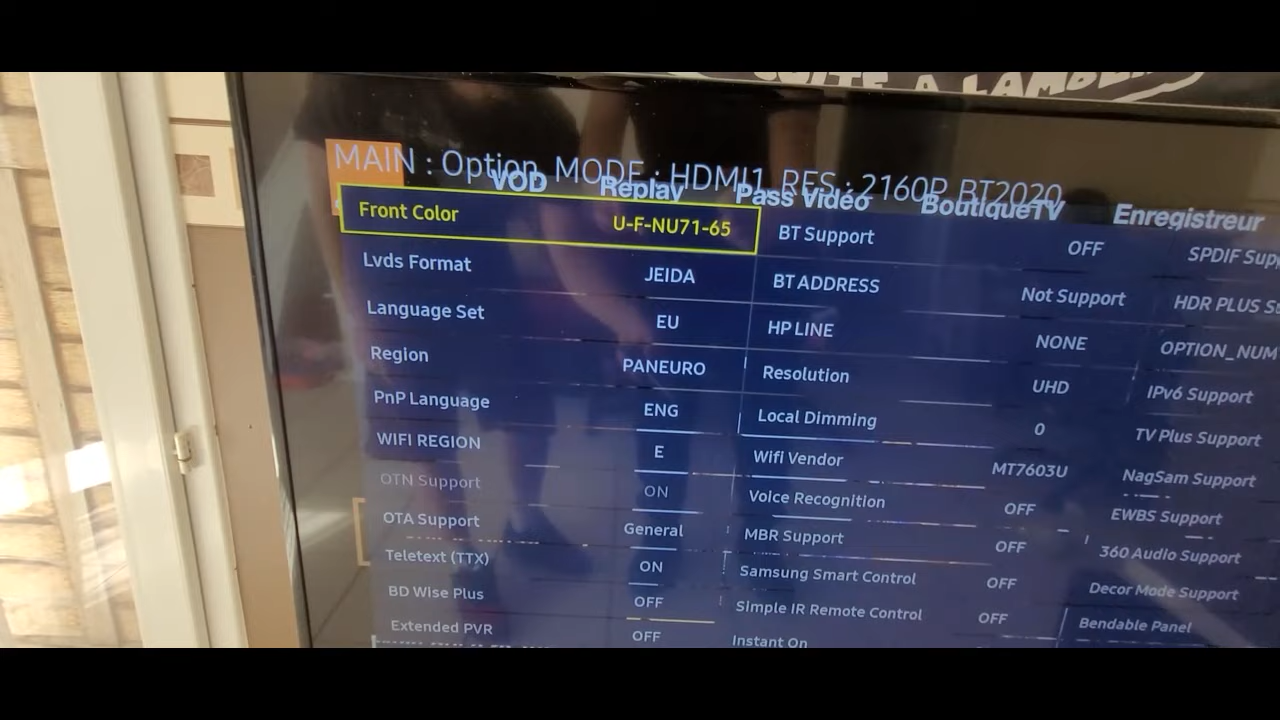 MAIN : Option MODE : HDMI1 RES : 2160P BT2020
VOD Replay Pass Vidéo BoutiqueTV Enregistreur
Front Color U-F-NU71-65 BT Support OFF SPDIF
Lvds Format JEIDA BT ADDRESS Not Support HDR PLUS
Language Set EU HP LINE NONE OPTION_NUM
Region PANEURO Resolution UHD IPv6 Support
PnP Language ENG Local Dimming 0 TV Plus Support
WIFI REGION E Wifi Vendor MT7603U NagSam Support
OTN Support ON Voice Recognition OFF EWBS Support
OTA Support General MBR Support OFF 360 Audio Support
Teletext (TTX) ON Samsung Smart Control OFF Decor Mode Support
BD Wise Plus OFF Simple IR Remote Control OFF Bendable Panel
Extended PVR OFF Instant On